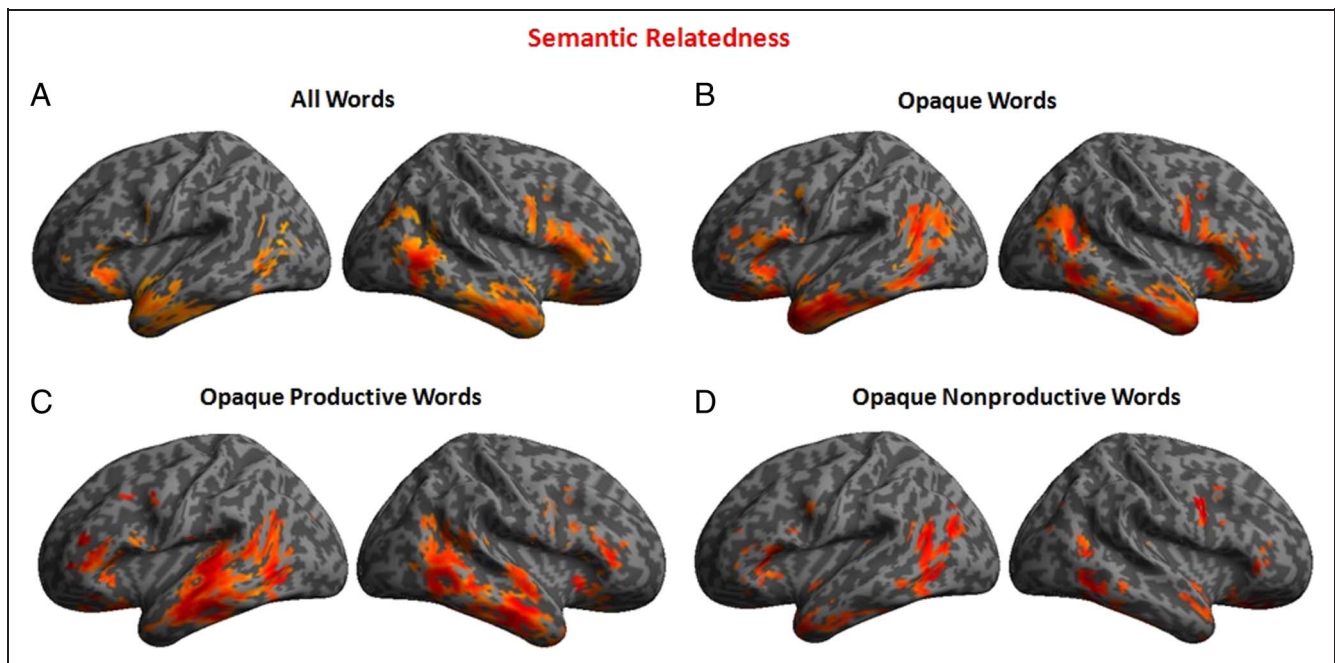 Semantic Relatedness
A
All Words
B
Opaque Words
C
Opaque Productive Words
D
Opaque Nonproductive Words